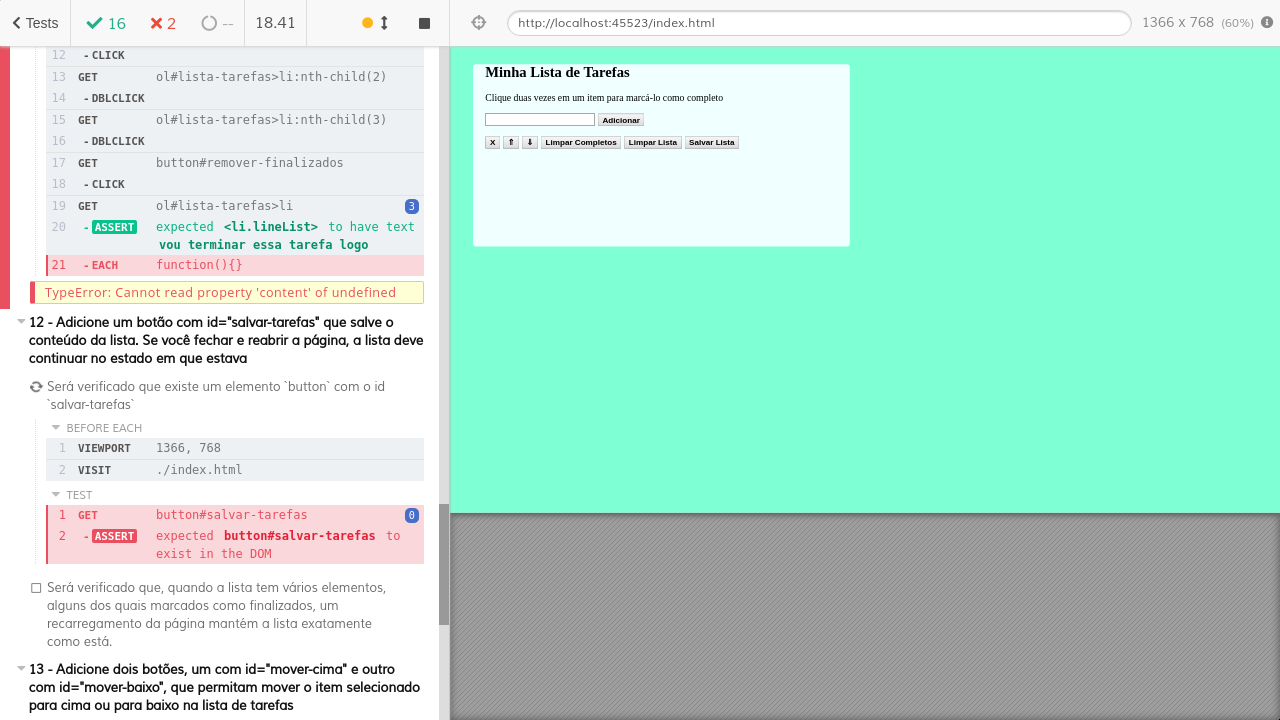 Tests 16 2 -- 18.41
12 - CLICK
13 GET ol#lista-tarefas>li:nth-child(2)
14 - DBLCLICK
15 GET ol#lista-tarefas>li:nth-child(3)
16 - DBLCLICK
17 GET button#remover-finalizados
18 - CLICK
19 GET ol#lista-tarefas>li 3
20 - ASSERT expected <li.lineList> to have text
vou terminar essa tarefa logo
21 - EACH function(){}
TypeError: Cannot read property 'content' of undefined
12 - Adicione um botão com id="salvar-tarefas" que salve o
conteúdo da lista. Se você fechar e reabrir a página, a lista deve
continuar no estado em que estava
Será verificado que existe um elemento `button` com o id
`salvar-tarefas`
BEFORE EACH
1 VIEWPORT 1366, 768
2 VISIT ./index.html
TEST
1 GET button#salvar-tarefas 0
2 - ASSERT expected button#salvar-tarefas to
exist in the DOM
Será verificado que, quando a lista tem vários elementos,
alguns dos quais marcados como finalizados, um
recarregamento da página mantém a lista exatamente
como está.
13 - Adicione dois botões, um com id="mover-cima" e outro
com id="mover-baixo", que permitam mover o item selecionado
para cima ou para baixo na lista de tarefas
http://localhost:45523/index.html 1366 x 768 (60%)
Minha Lista de Tarefas
Clique duas vezes em um item para marcá-lo como completo
Adicionar
X ⇑ ⇓ Limpar Completos Limpar Lista Salvar Lista